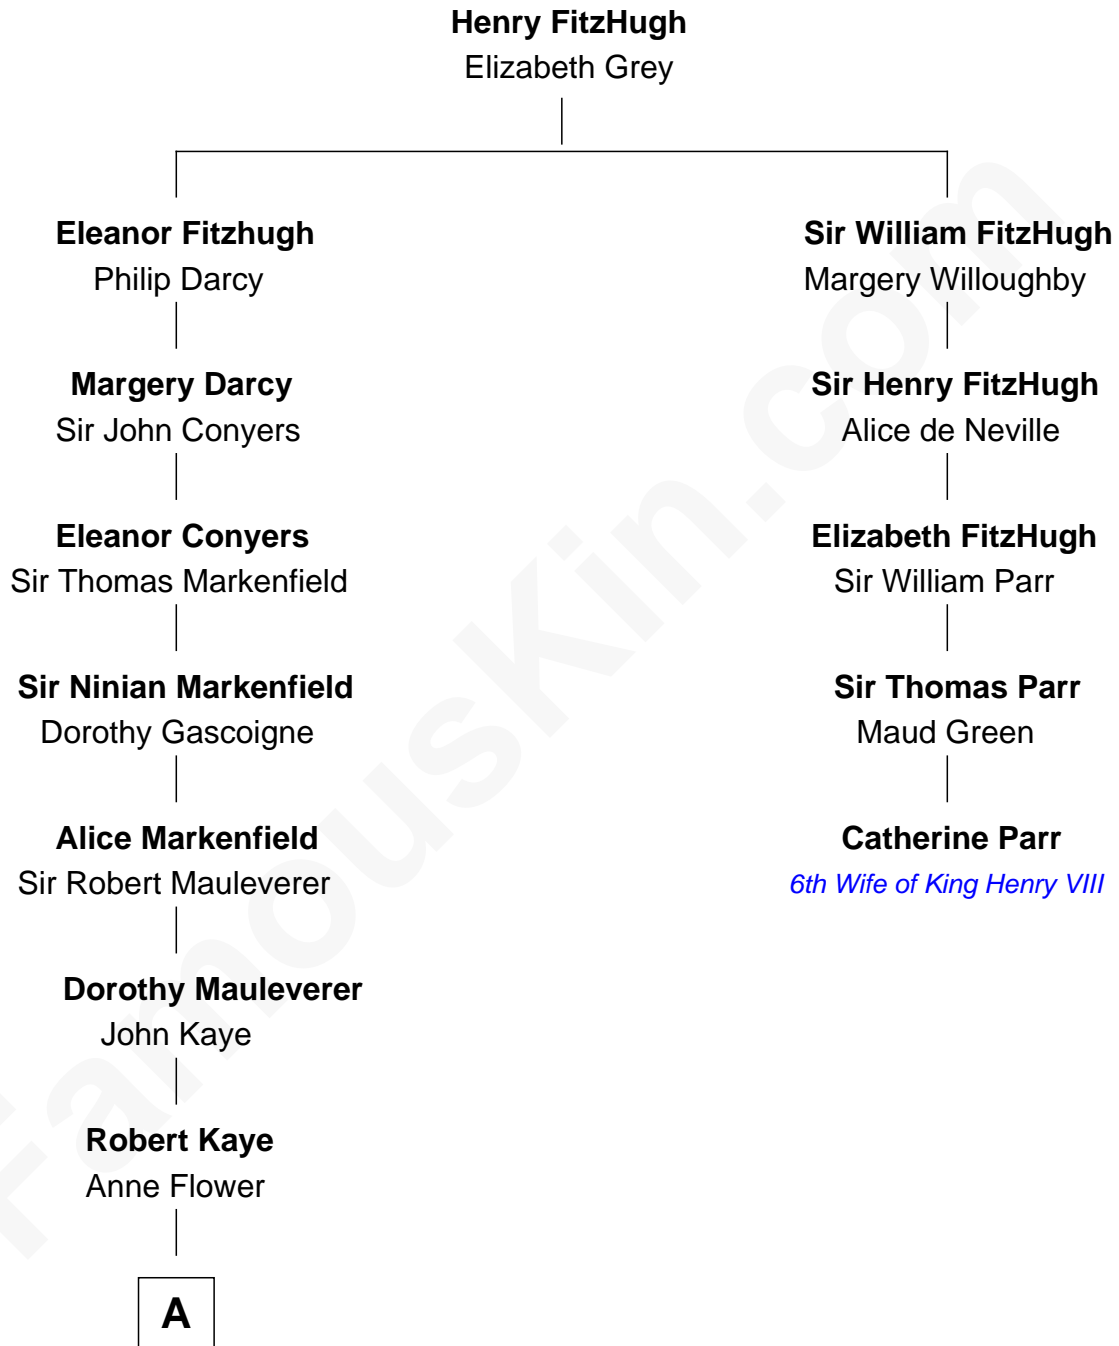 Henry FitzHugh
Elizabeth Grey
Eleanor Fitzhugh
Philip Darcy
Sir William FitzHugh
Margery Willoughby
Margery Darcy
Sir John Conyers
Sir Henry FitzHugh
Alice de Neville
Eleanor Conyers
Sir Thomas Markenfield
Elizabeth FitzHugh
Sir William Parr
Sir Ninian Markenfield
Dorothy Gascoigne
Sir Thomas Parr
Maud Green
Alice Markenfield
Sir Robert Mauleverer
Catherine Parr
6th Wife of King Henry VIII
Dorothy Mauleverer
John Kaye
Robert Kaye
Anne Flower
A
FamousKin.com